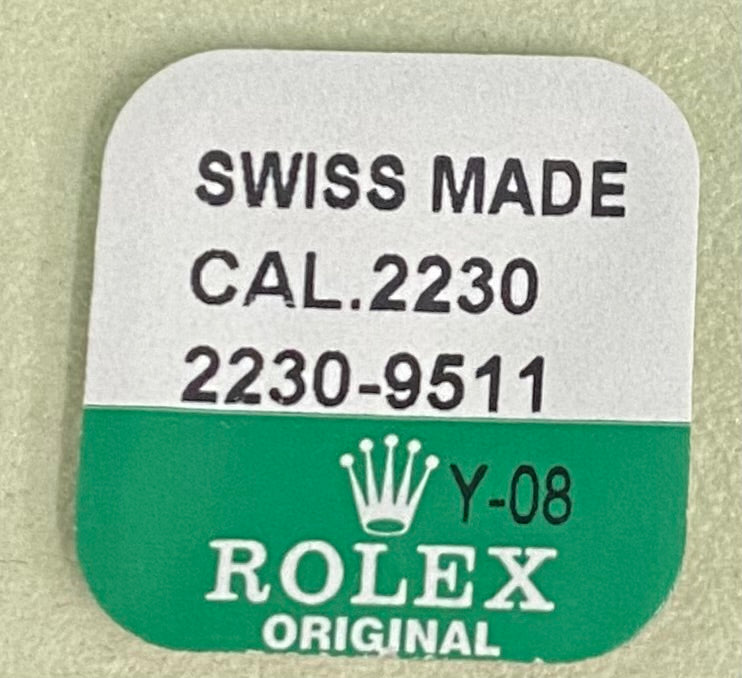 SWISS MADE
CAL.2230
2230-9511
Y-08
ROLEX
ORIGINAL